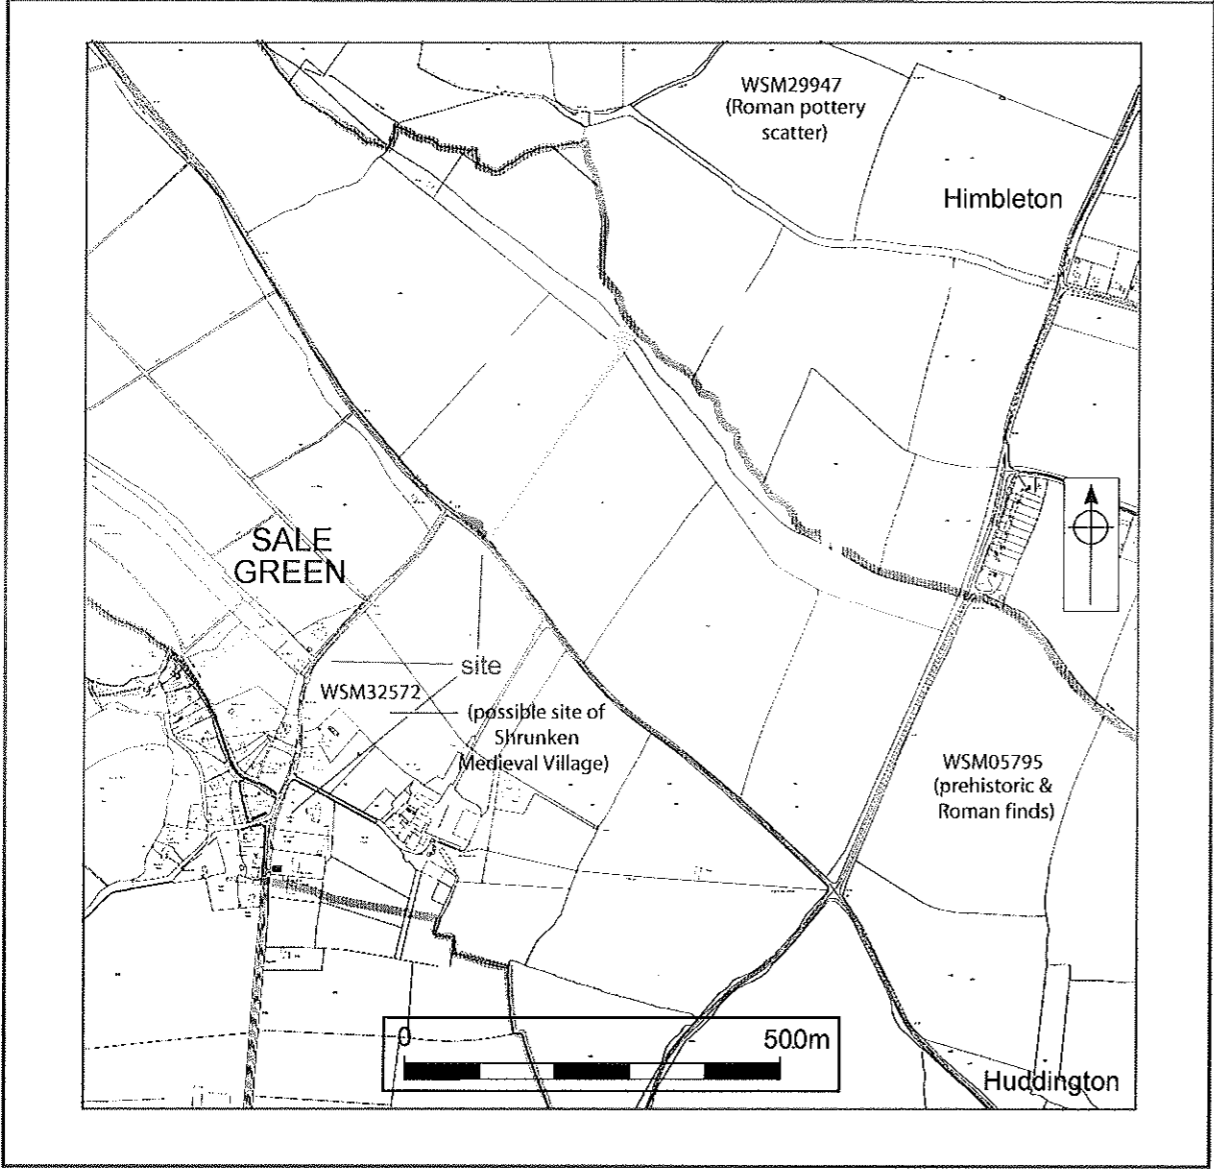 WSM29947
(Roman pottery
scatter)
Himbleton
SALE
GREEN
site
WSM32572
(possible site of
Shrunken
Medieval Village)
WSM05795
(prehistoric &
Roman finds)
0
500m
Huddington